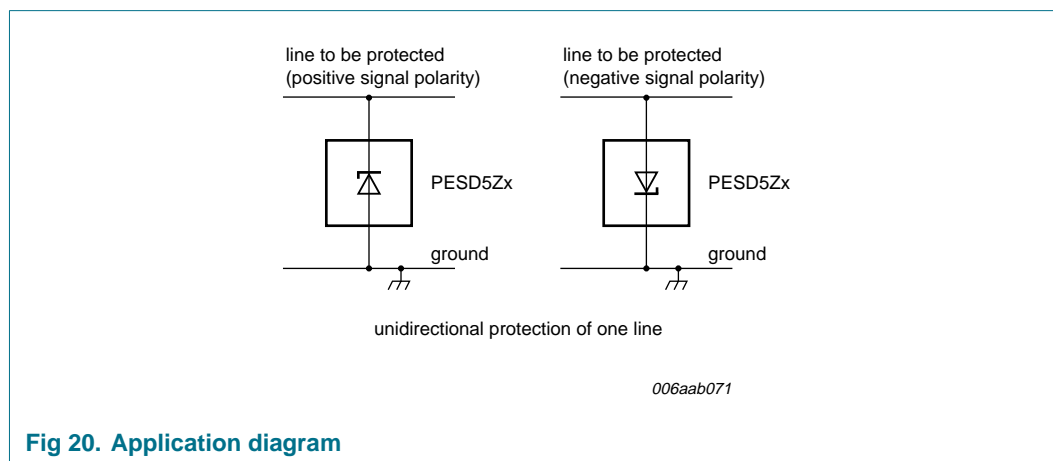 line to be protected
(positive signal polarity)
line to be protected
(negative signal polarity)
PESD5Zx
PESD5Zx
ground
ground
unidirectional protection of one line
006aab071
Fig 20. Application diagram